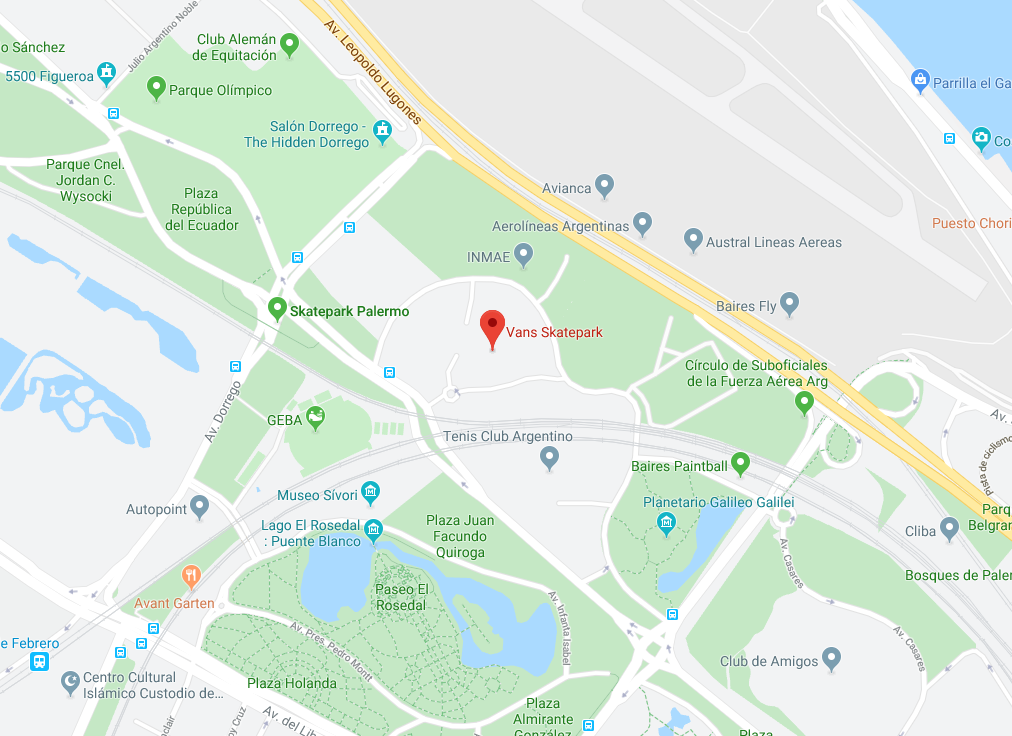 Julio Argentino Noble
o Sánchez
Club Alemán
de Equitación
Av. Leopoldo Lugones
5500 Figueroa
Parque Olímpico
Parrilla el Ga
Salón Dorrego -
The Hidden Dorrego
Co
Parque Cnel.
Jordan C.
Wysocki
Plaza
República
del Ecuador
Avianca
Aerolíneas Argentinas
Puesto Chori
Austral Lineas Aereas
INMAE
Baires Fly
Skatepark Palermo
Vans Skatepark
Círculo de Suboficiales
de la Fuerza Aérea Arg
Av. Dorrego
GEBA
Av.
Tenis Club Argentino
Pista de ciclismo
Baires Paintball
Museo Sívori
Planetario Galileo Galilei
Autopoint
Lago El Rosedal
: Puente Blanco
Plaza Juan
Facundo
Quiroga
Parq
Belgran
Cliba
Av. Casares
Bosques de Paler
Avant Garten
Paseo El
Rosedal
Av. Infanta Isabel
Av. Pres. Pedro Montt
e Febrero
Av. Casares
Club de Amigos
Centro Cultural
Islámico Custodio de...
Plaza Holanda
Av. del Lib
Plaza
Almirante
González
Plaza
clair
oy Cruz